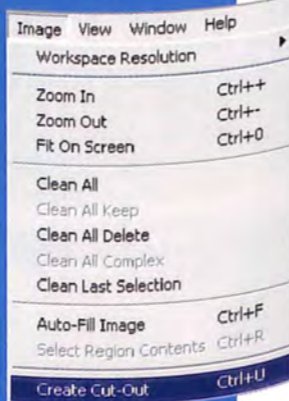 Image View Window Help
Workspace Resolution
Zoom In Ctrl++
Zoom Out Ctrl+-
Fit On Screen Ctrl+0
Clean All
Clean All Keep
Clean All Delete
Clean All Complex
Clean Last Selection
Auto-Fill Image Ctrl+F
Select Region Contents Ctrl+R
Create Cut-Out Ctrl+U